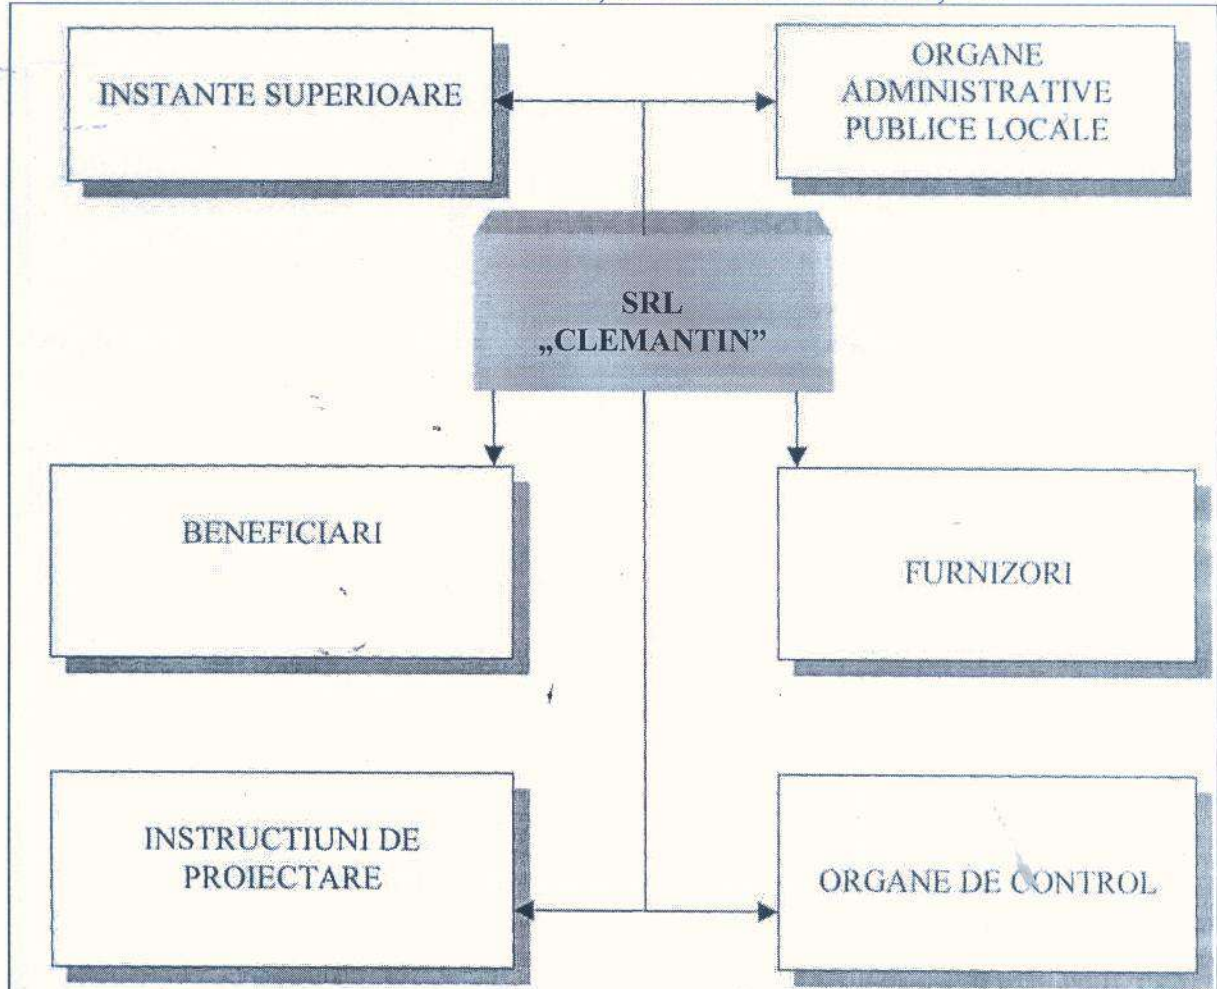 INSTANTE SUPERIOARE
ORGANE
ADMINISTRATIVE
PUBLICE LOCALE
SRL
„CLEMANTIN”
BENEFICIARI
FURNIZORI
INSTRUCTIUNI DE
PROIECTARE
ORGANE DE CONTROL